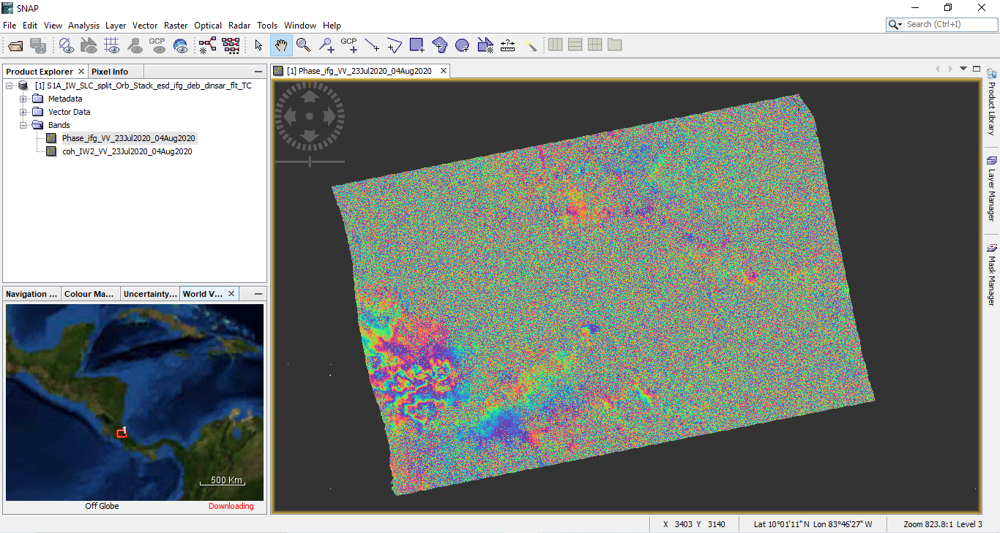 SNAP
File Edit View Analysis Layer Vector Raster Optical Radar Tools Window Help
Search (Ctrl+I)
GCP GCP
Product Explorer Pixel Info
[1] Phase_ifg_VV_23Jul2020_04Aug2020
[1] S1A_IW_SLC_split_Orb_Stack_esd_ifg_deb_dinsar_flt_TC
Metadata
Vector Data
Bands
Phase_ifg_VV_23Jul2020_04Aug2020
coh_IW2_VV_23Jul2020_04Aug2020
Product Library
Layer Manager
Mask Manager
Navigation ... Colour Ma... Uncertainty... World V...
1
500 Km
Off Globe Downloading
X 3403 Y 3140 Lat 10°01'11" N Lon 83°46'27" W Zoom 823.8:1 Level 3